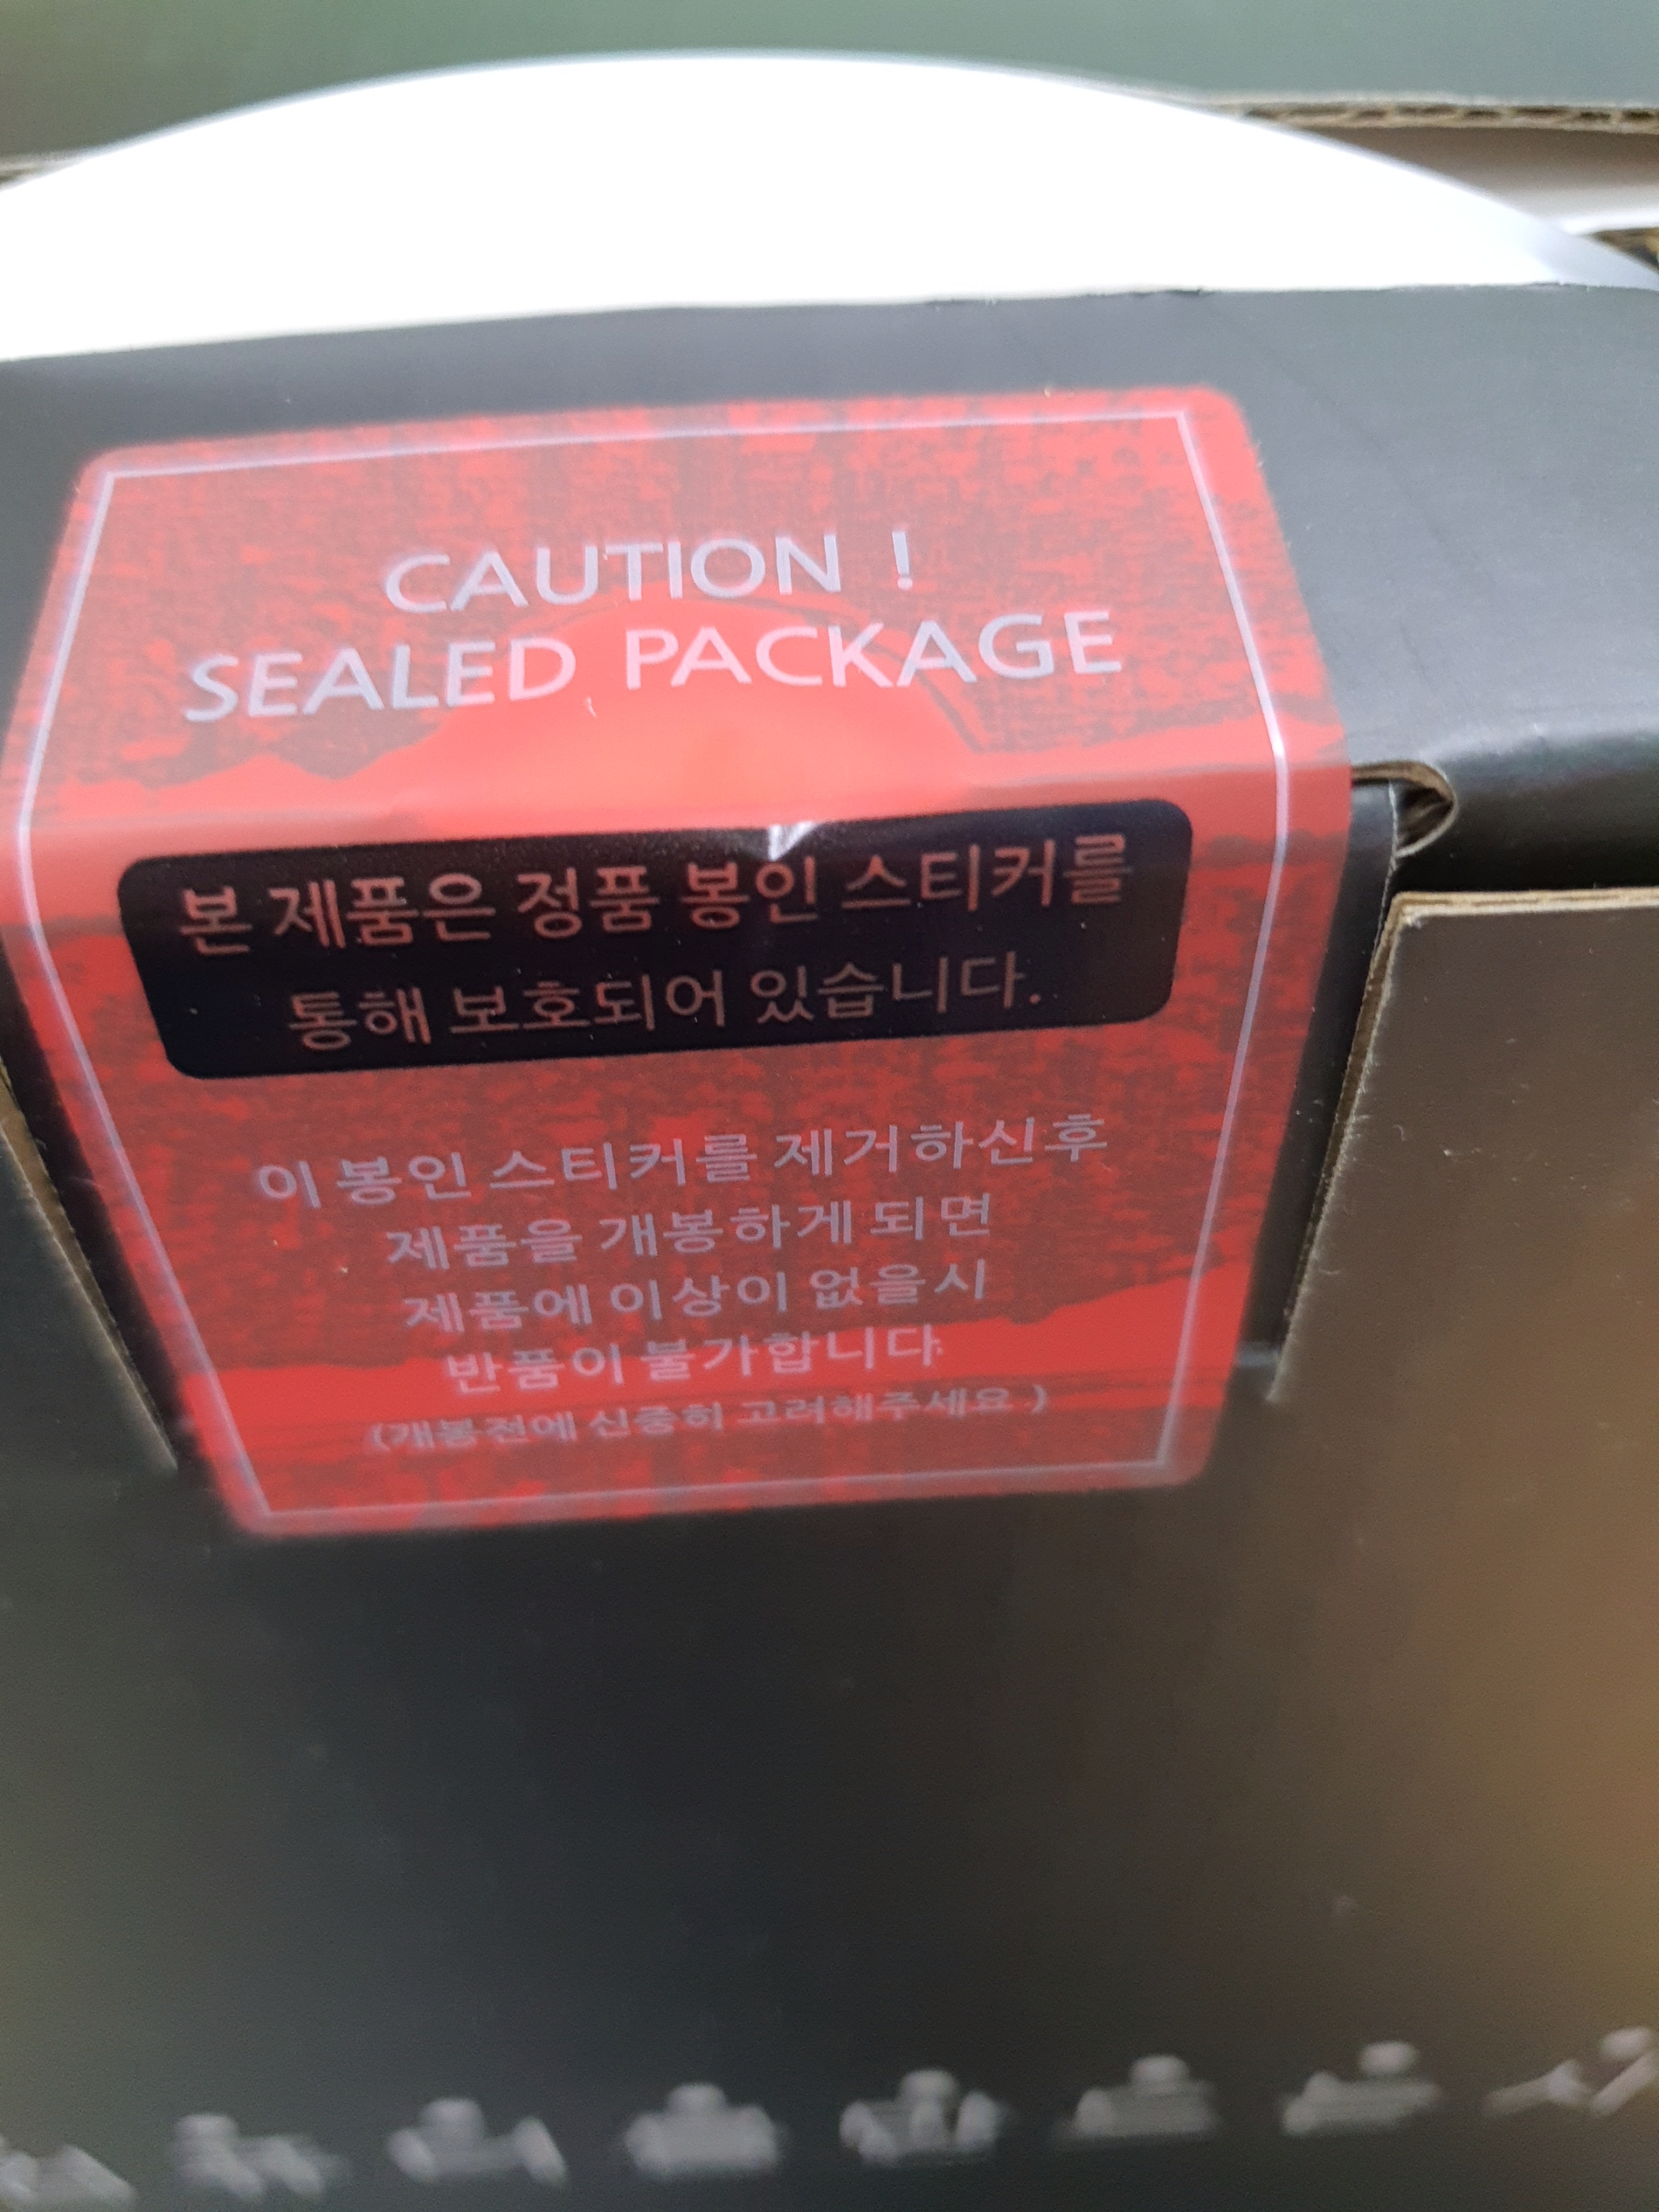 CAUTION !
SEALED PACKAGE
본 제품은 정품 봉인 스티커를
통해 보호되어 있습니다.
이 봉인 스티커를 제거하신후
제품을 개봉하게 되면
제품에 이상이 없을시
반품이 불가합니다.
(개봉전에 신중히 고려해주세요 )